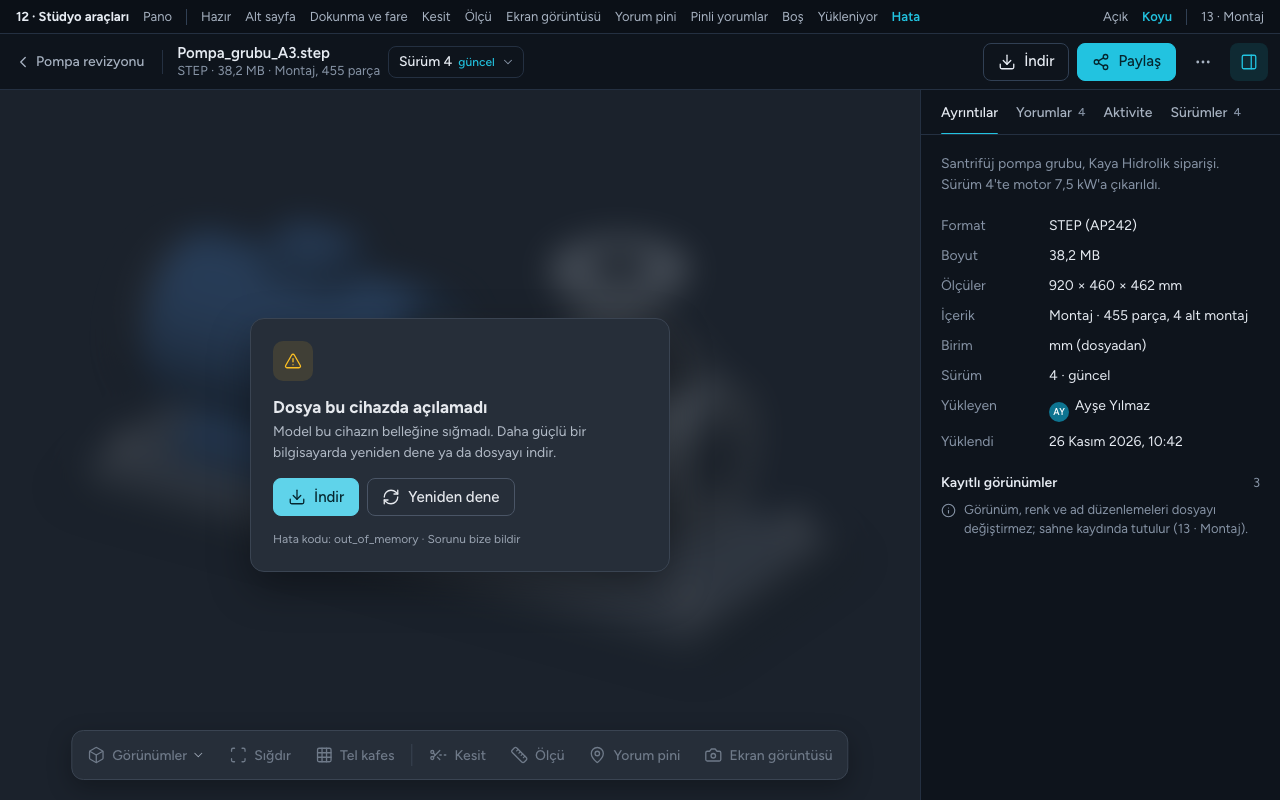 12 · Stüdyo araçları Pano Hazır Alt sayfa Dokunma ve fare Kesit Ölçü Ekran görüntüsü Yorum pini Pinli yorumlar Boş Yükleniyor Hata Açık Koyu 13 · Montaj
Pompa revizyonu
Pompa_grubu_A3.step
STEP · 38,2 MB · Montaj, 455 parça
Sürüm 4 güncel
İndir
Paylaş
Ayrıntılar Yorumlar 4 Aktivite Sürümler 4
Santrifüj pompa grubu, Kaya Hidrolik siparişi.
Sürüm 4'te motor 7,5 kW'a çıkarıldı.
Format STEP (AP242)
Boyut 38,2 MB
Ölçüler 920 × 460 × 462 mm
İçerik Montaj · 455 parça, 4 alt montaj
Birim mm (dosyadan)
Sürüm 4 · güncel
Yükleyen AY Ayşe Yılmaz
Yüklendi 26 Kasım 2026, 10:42
Kayıtlı görünümler 3
Görünüm, renk ve ad düzenlemeleri dosyayı
değiştirmez; sahne kaydında tutulur (13 · Montaj).
Dosya bu cihazda açılamadı
Model bu cihazın belleğine sığmadı. Daha güçlü bir
bilgisayarda yeniden dene ya da dosyayı indir.
İndir Yeniden dene
Hata kodu: out_of_memory · Sorunu bize bildir
Görünümler Sığdır Tel kafes Kesit Ölçü Yorum pini Ekran görüntüsü